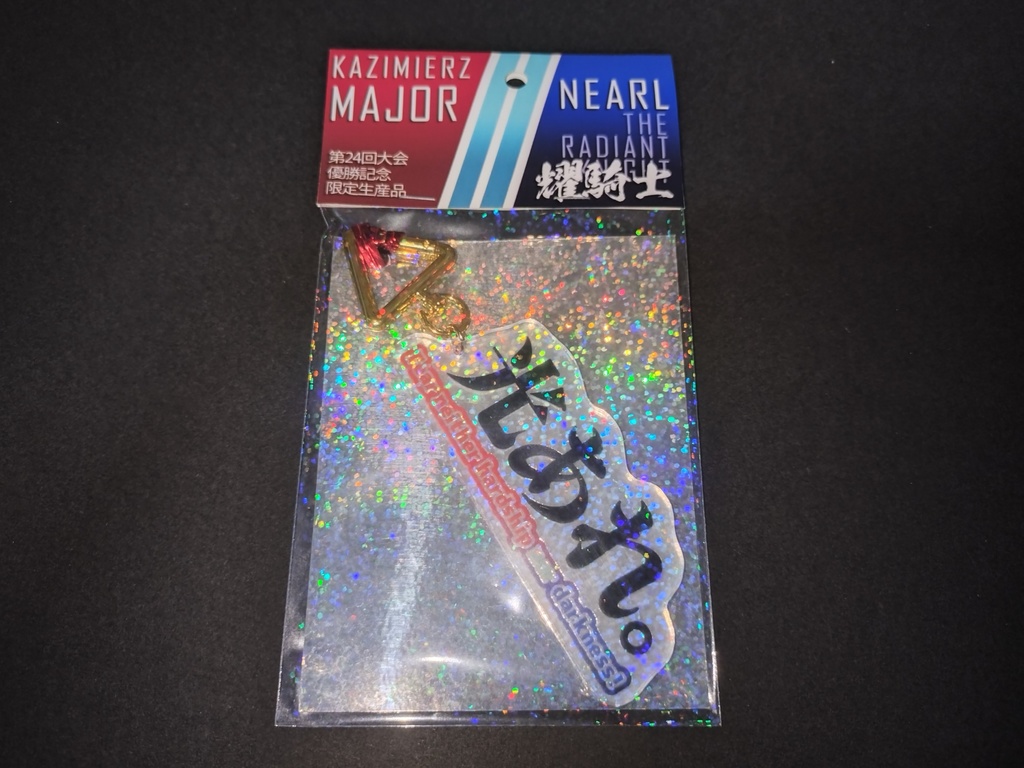 KAZIMIERZ
MAJOR
第24回大会
優勝記念
限定生産品
NEARL
THE
RADIANT
KNIGHT
耀騎士
光あれ。
darkness!